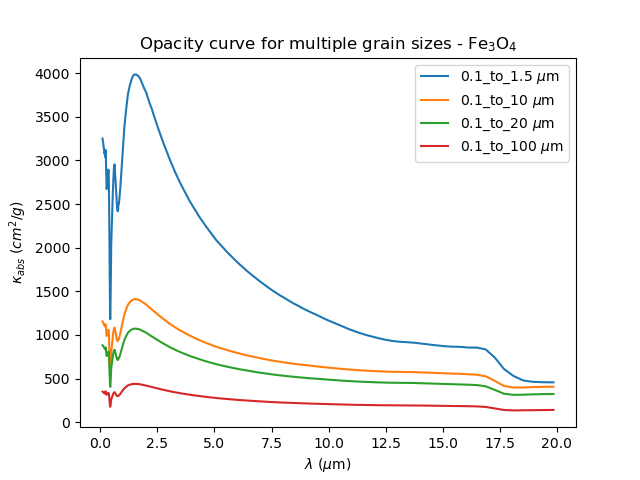 Opacity curve for multiple grain sizes - Fe₃O₄
0.1_to_1.5 μm
0.1_to_10 μm
0.1_to_20 μm
0.1_to_100 μm
κ_abs (cm²/g)
4000
3500
3000
2500
2000
1500
1000
500
0
0.0 2.5 5.0 7.5 10.0 12.5 15.0 17.5 20.0
λ (μm)